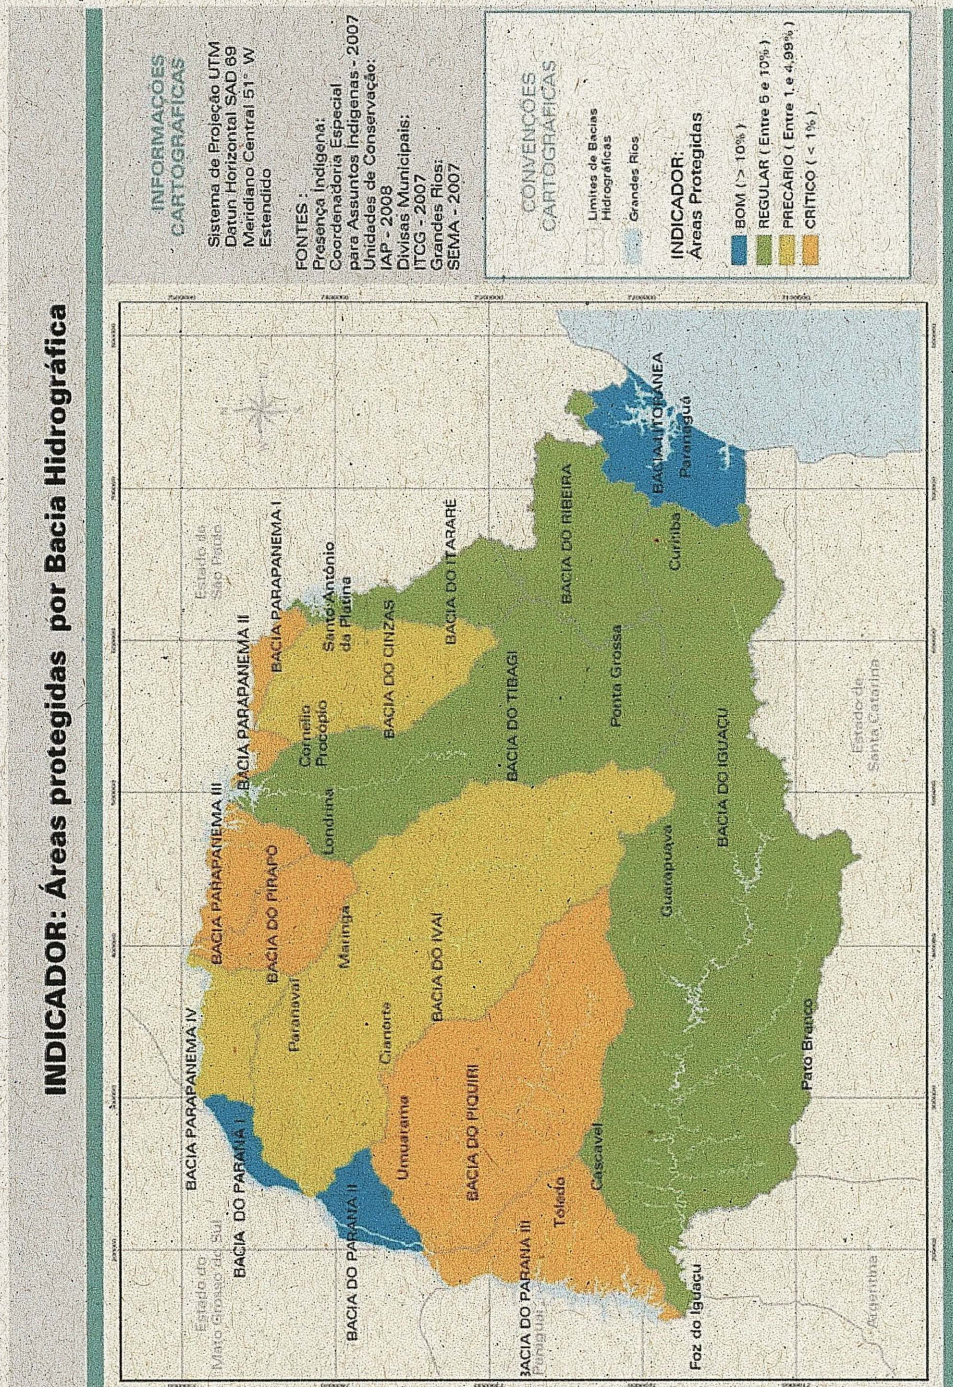 INDICADOR: Áreas protegidas por Bacia Hidrográfica
INFORMAÇÕES
CARTOGRÁFICAS
Sistema de Projeção UTM
Datun Horizontal SAD 69
Meridiano Central 51° W
Estendido
FONTES:
Presença Indígena:
Coordenadoria Especial
para Assuntos Indígenas - 2007
Unidades de Conservação:
IAP - 2008
Divisas Municipais:
ITCG - 2007
Grandes Rios:
SEMA - 2007
CONVENÇÕES
CARTOGRÁFICAS
Limites de Bacias
Hidrográficas
Grandes Rios
INDICADOR:
Áreas Protegidas
BOM ( > 10% )
REGULAR ( Entre 5 e 10% )
PRECÁRIO ( Entre 1 e 4,99% )
CRÍTICO ( < 1% )
Estado do
Mato Grosso do Sul
Estado de
São Paulo
BACIA PARAPANEMA IV
BACIA PARAPANEMA III
BACIA PARAPANEMA II
BACIA PARAPANEMA I
BACIA DO PARANÁ I
BACIA DO PIRAPÓ
Paranavaí
Londrina
Cornélio
Procópio
Santo Antônio
da Platina
Maringá
BACIA DO PARANÁ II
Cianorte
BACIA DO CINZAS
Umuarama
BACIA DO IVAÍ
BACIA DO ITARARÉ
BACIA DO PIQUIRI
BACIA DO TIBAGI
BACIA DO PARANÁ III
Paraguai
Toledo
BACIA DO RIBEIRA
Cascavel
Ponta Grossa
Guarapuava
Curitiba
BACIA LITORÂNEA
Paranaguá
Foz do Iguaçu
BACIA DO IGUAÇU
Pato Branco
Argentina
Estado de
Santa Catarina